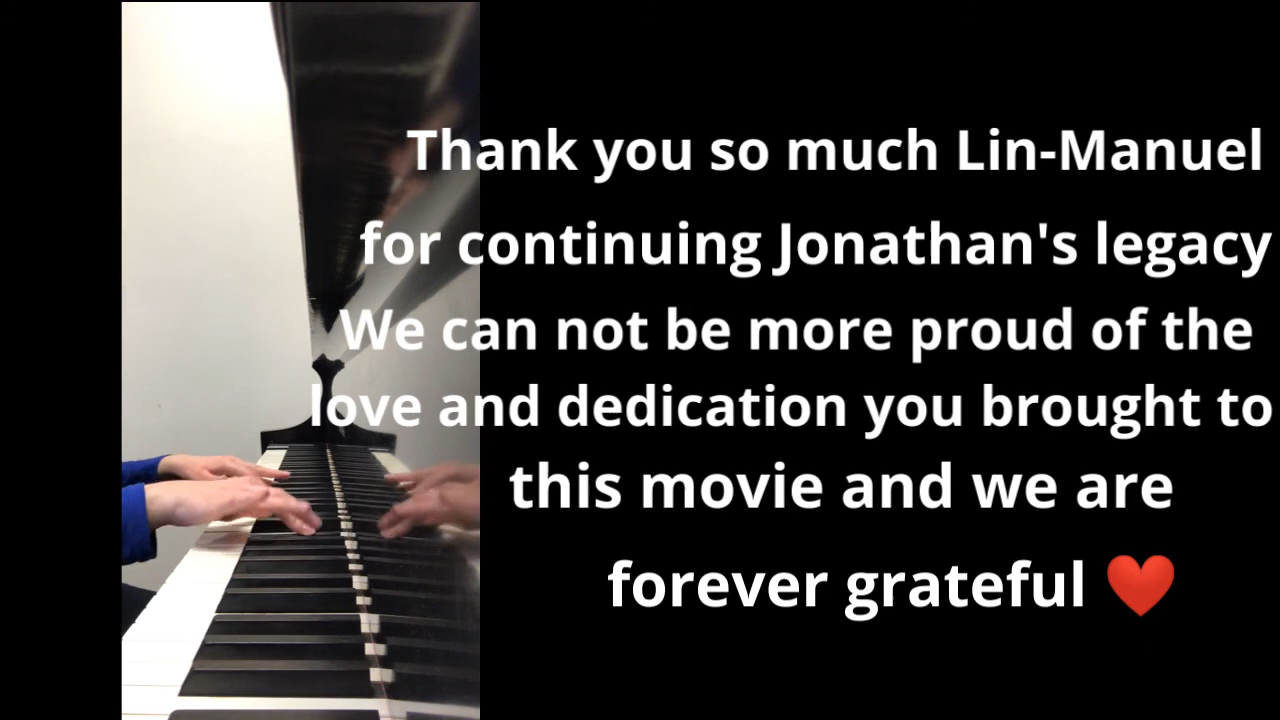 Thank you so much Lin-Manuel
for continuing Jonathan's legacy
We can not be more proud of the
love and dedication you brought to
this movie and we are
forever grateful ❤️